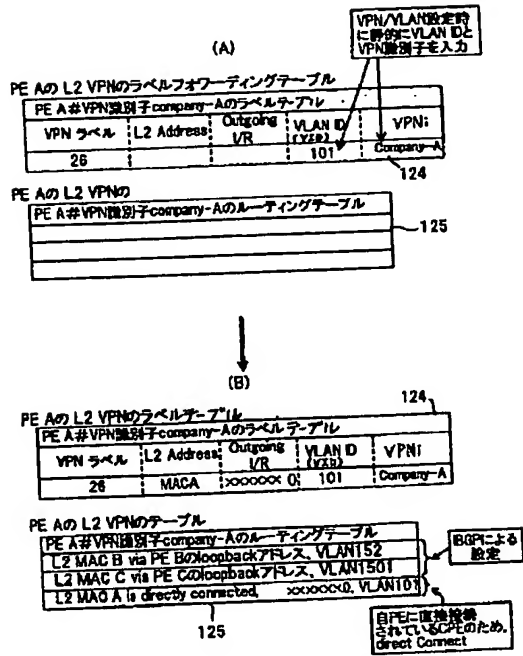 (A)
VPN/VLAN設定時
に静的にVLAN IDと
VPN識別子を入力
PE Aの L2 VPNのラベルフォワーディングテーブル
PE A#VPN識別子company-Aのラベルテーブル
VPN ラベル L2 Address Outgoing I/R VLAN ID VPNi
26 101 Company-A
124
PE Aの L2 VPNの
PE A#VPN識別子company-Aのルーティングテーブル
125
(B)
124
PE Aの L2 VPNのラベルテーブル
PE A#VPN識別子company-Aのラベルテーブル
VPN ラベル L2 Address Outgoing I/R VLAN ID VPNi
26 MACA xxxxxx 0 101 Company-A
PE Aの L2 VPNのテーブル
PE A#VPN識別子company-Aのルーティングテーブル
L2 MAC B via PE Bのloopbackアドレス、VLAN152
L2 MAC C via PE Cのloopbackアドレス、VLAN1501
L2 MAC A is directly connected, xxxxxx0, VLAN101
125
iBGPによる
設定
自PEに直接接続
されているCPEのため,
direct Connect